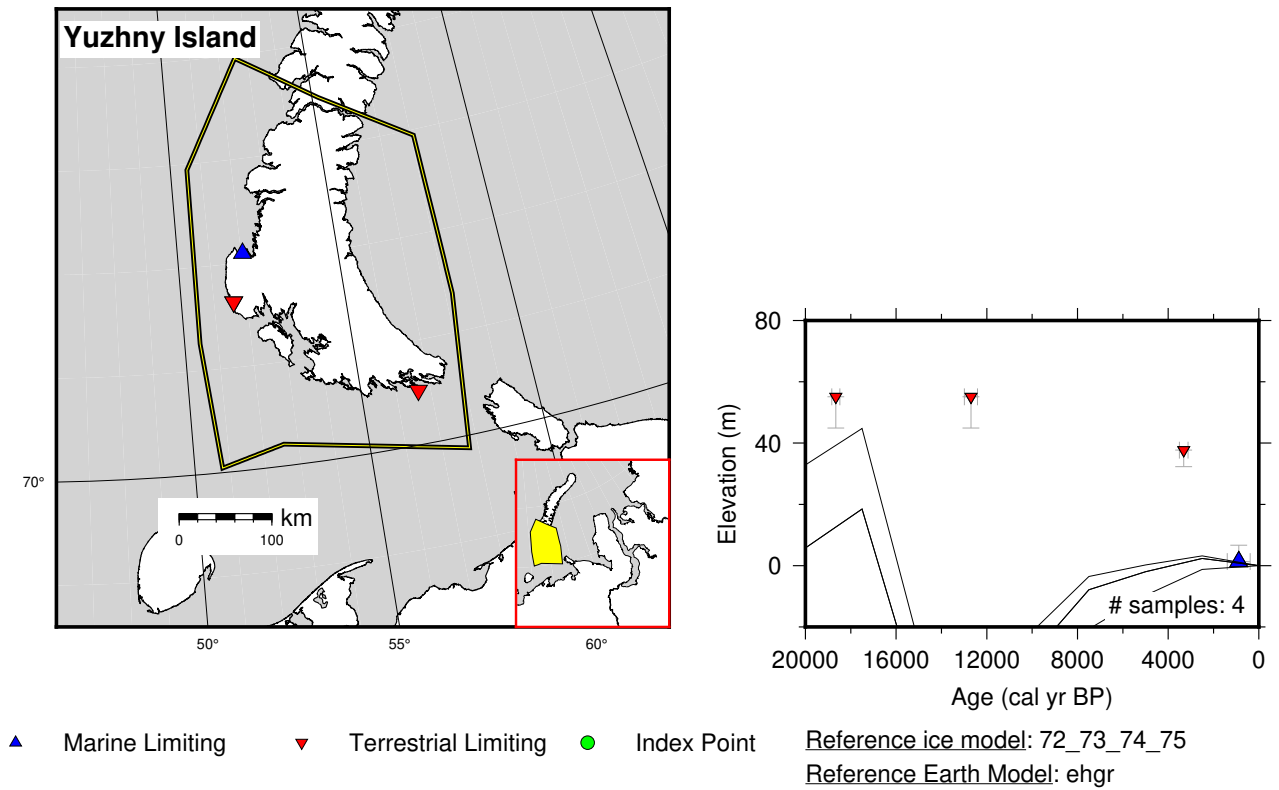 Yuzhny Island
70°
km
0 100
50° 55° 60°
80
40
0
Elevation (m)
# samples: 4
20000 16000 12000 8000 4000 0
Age (cal yr BP)
Marine Limiting Terrestrial Limiting Index Point
Reference ice model: 72_73_74_75
Reference Earth Model: ehgr